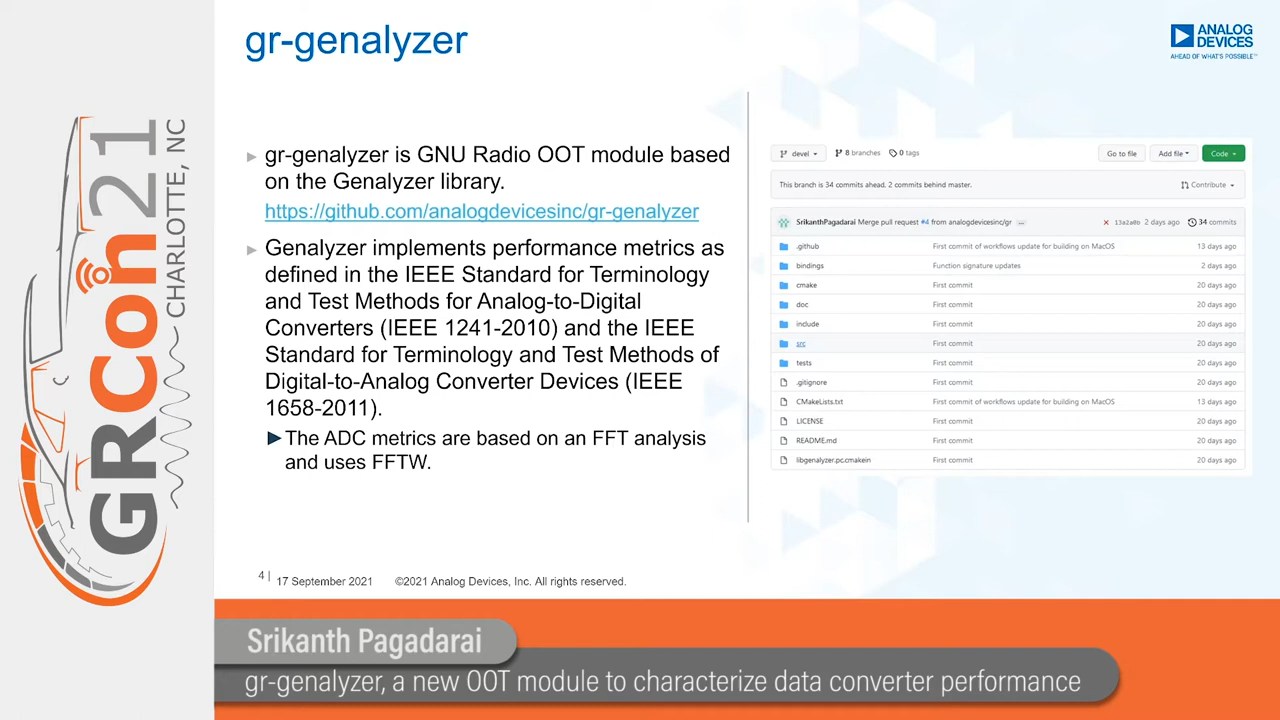 GRCon21
CHARLOTTE, NC
gr-genalyzer
ANALOG
DEVICES
AHEAD OF WHAT'S POSSIBLE™
gr-genalyzer is GNU Radio OOT module based
on the Genalyzer library.
https://github.com/analogdevicesinc/gr-genalyzer
Genalyzer implements performance metrics as
defined in the IEEE Standard for Terminology
and Test Methods for Analog-to-Digital
Converters (IEEE 1241-2010) and the IEEE
Standard for Terminology and Test Methods of
Digital-to-Analog Converter Devices (IEEE
1658-2011).
The ADC metrics are based on an FFT analysis
and uses FFTW.
devel 8 branches 0 tags Go to file Add file Code
This branch is 34 commits ahead. 2 commits behind master. Contribute
SrikanthPagadarai Merge pull request #4 from analogdevicesinc/gr ... 13a2a0b 2 days ago 34 commits
.github First commit of workflows update for building on MacOS 13 days ago
bindings Function signature updates 2 days ago
cmake First commit 20 days ago
doc First commit 20 days ago
include First commit 20 days ago
src First commit 20 days ago
tests First commit 20 days ago
.gitignore First commit 20 days ago
CMakeLists.txt First commit of workflows update for building on MacOS 13 days ago
LICENSE First commit 20 days ago
README.md First commit 20 days ago
libgenalyzer.pc.cmakein First commit 20 days ago
4 | 17 September 2021 ©2021 Analog Devices, Inc. All rights reserved.
Srikanth Pagadarai
gr-genalyzer, a new OOT module to characterize data converter performance